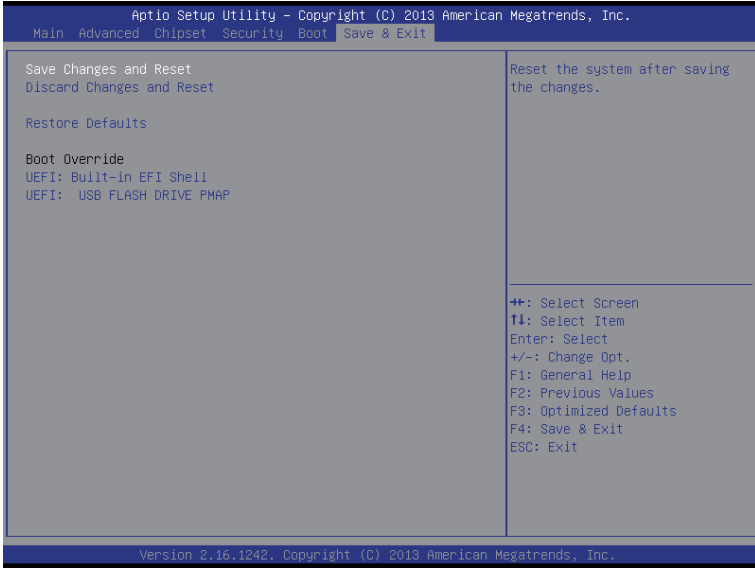 Aptio Setup Utility – Copyright (C) 2013 American Megatrends, Inc.
Main Advanced Chipset Security Boot Save & Exit
Save Changes and Reset
Discard Changes and Reset
Restore Defaults
Boot Override
UEFI: Built-in EFI Shell
UEFI: USB FLASH DRIVE PMAP
Reset the system after saving
the changes.
→←: Select Screen
↑↓: Select Item
Enter: Select
+/-: Change Opt.
F1: General Help
F2: Previous Values
F3: Optimized Defaults
F4: Save & Exit
ESC: Exit
Version 2.16.1242. Copyright (C) 2013 American Megatrends, Inc.